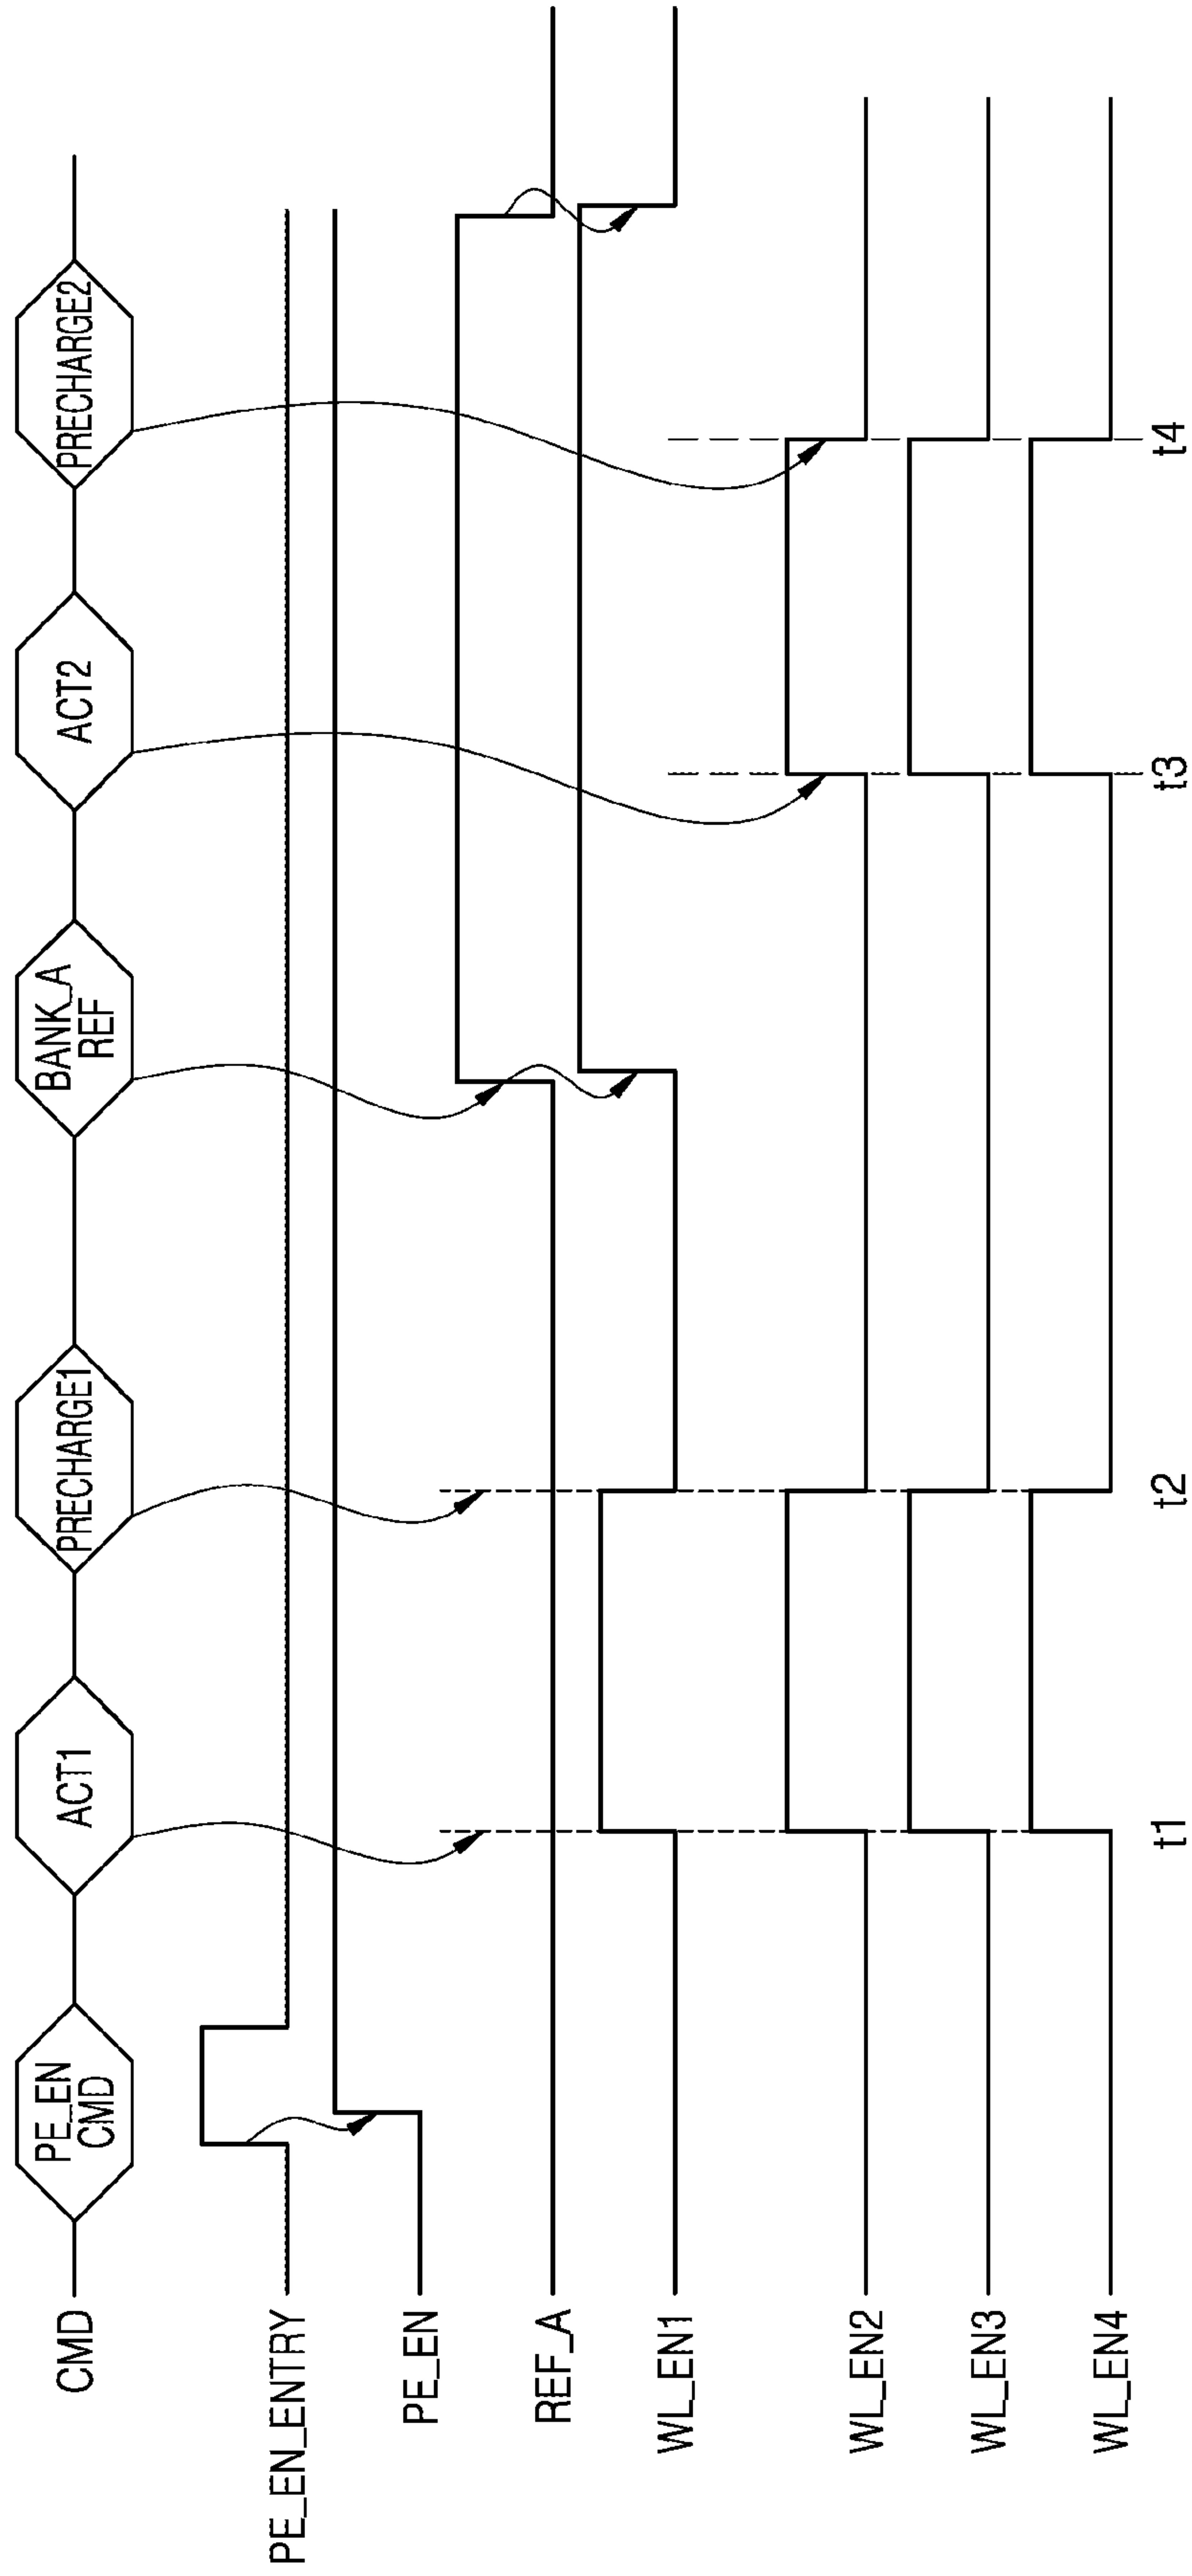 CMD
PE_EN
CMD
ACT1
PRECHARGE1
BANK_A
REF
ACT2
PRECHARGE2
PE_EN_ENTRY
PE_EN
REF_A
WL_EN1
WL_EN2
WL_EN3
WL_EN4
t1
t2
t3
t4